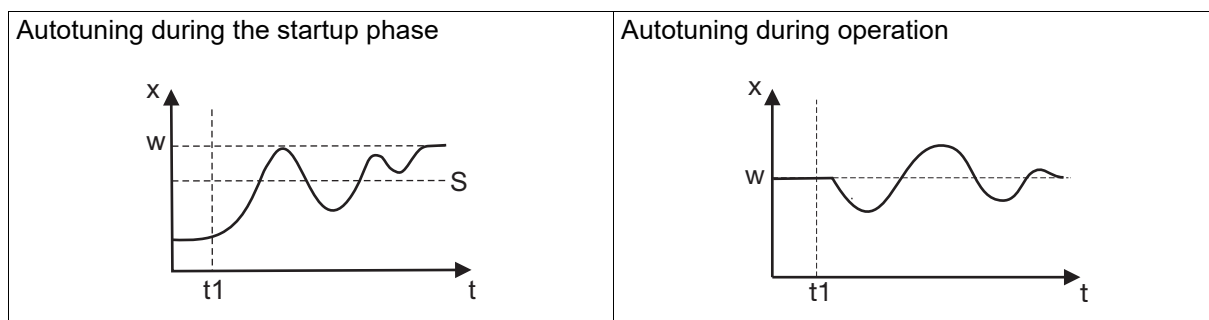 Autotuning during the startup phase
x
w
S
t1
t
Autotuning during operation
x
w
t1
t